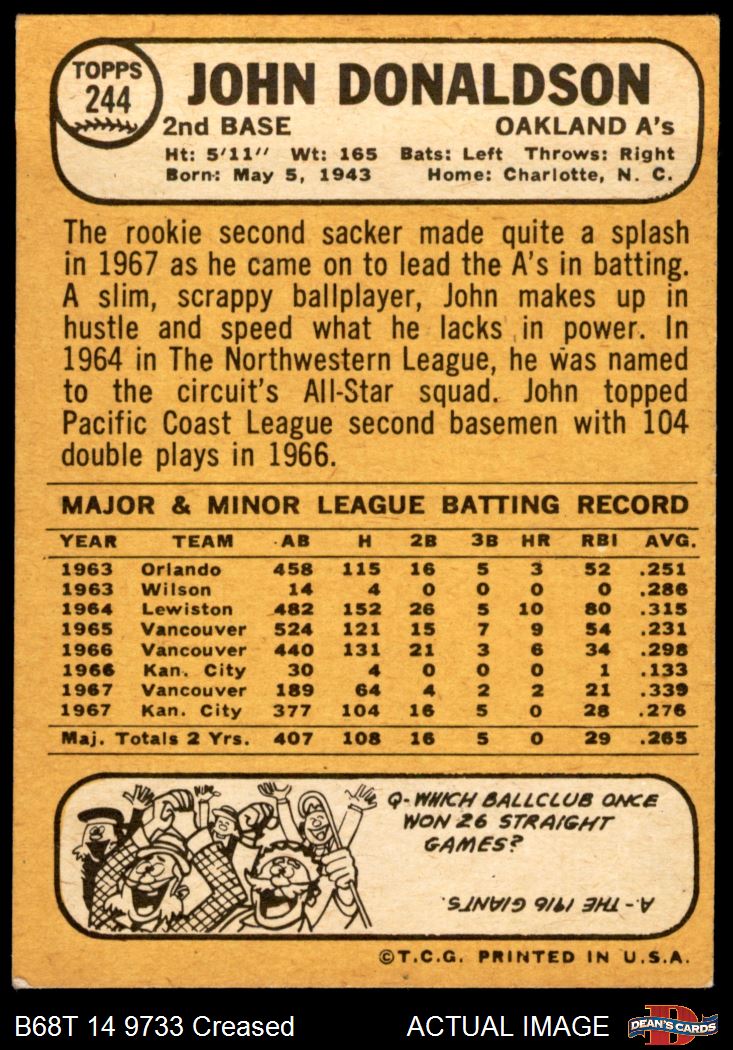 TOPPS
244
JOHN DONALDSON
2nd BASE OAKLAND A's
Ht: 5'11" Wt: 165 Bats: Left Throws: Right
Born: May 5, 1943 Home: Charlotte, N. C.
The rookie second sacker made quite a splash
in 1967 as he came on to lead the A's in batting.
A slim, scrappy ballplayer, John makes up in
hustle and speed what he lacks in power. In
1964 in The Northwestern League, he was named
to the circuit's All-Star squad. John topped
Pacific Coast League second basemen with 104
double plays in 1966.
MAJOR & MINOR LEAGUE BATTING RECORD
YEAR TEAM AB H 2B 3B HR RBI AVG.
1963 Orlando 458 115 16 5 3 52 .251
1963 Wilson 14 4 0 0 0 0 .286
1964 Lewiston 482 152 26 5 10 80 .315
1965 Vancouver 524 121 15 7 9 54 .231
1966 Vancouver 440 131 21 3 6 34 .298
1966 Kan. City 30 4 0 0 0 1 .133
1967 Vancouver 189 64 4 2 2 21 .339
1967 Kan. City 377 104 16 5 0 28 .276
Maj. Totals 2 Yrs. 407 108 16 5 0 29 .265
Q-WHICH BALLCLUB ONCE
WON 26 STRAIGHT
GAMES?
A-THE 1916 GIANTS.
©T.C.G. PRINTED IN U.S.A.
B68T 14 9733 Creased ACTUAL IMAGE
D
DEAN'S CARDS